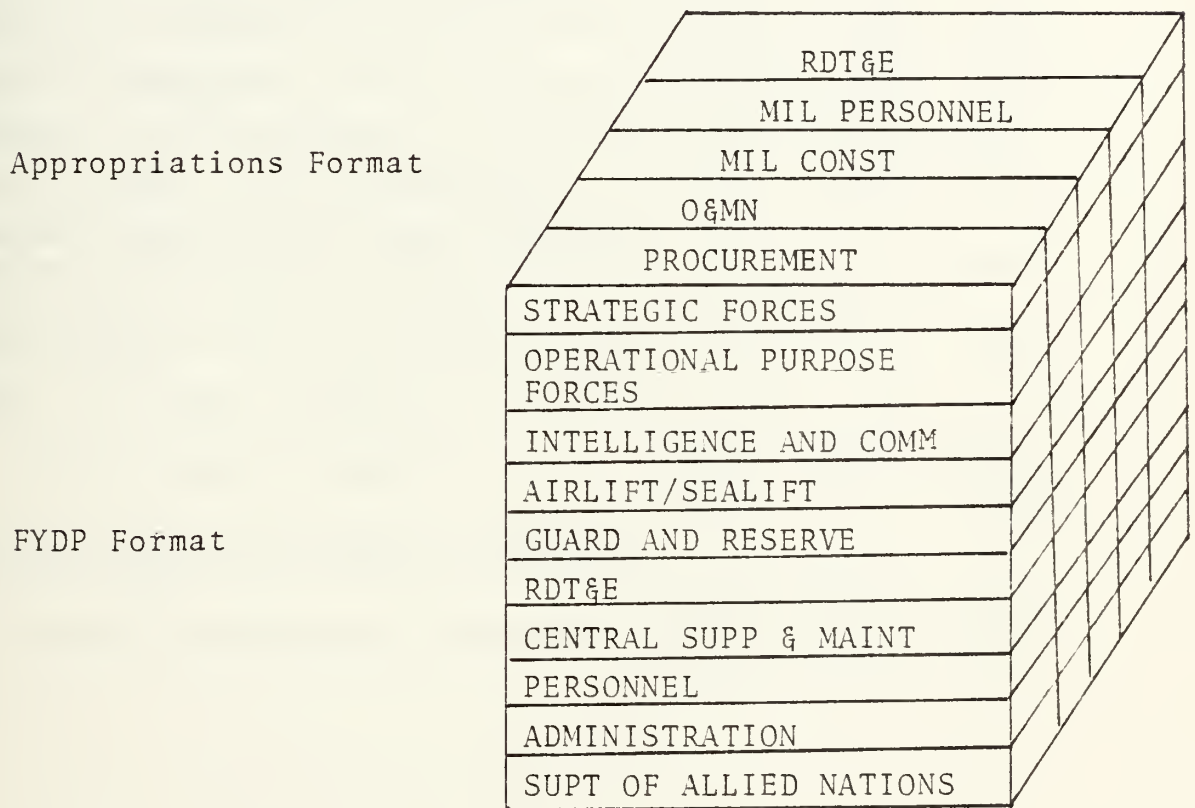 RDT&E
MIL PERSONNEL
Appropriations Format
MIL CONST
O&MN
PROCUREMENT
STRATEGIC FORCES
OPERATIONAL PURPOSE
FORCES
INTELLIGENCE AND COMM
AIRLIFT/SEALIFT
FYDP Format
GUARD AND RESERVE
RDT&E
CENTRAL SUPP & MAINT
PERSONNEL
ADMINISTRATION
SUPT OF ALLIED NATIONS